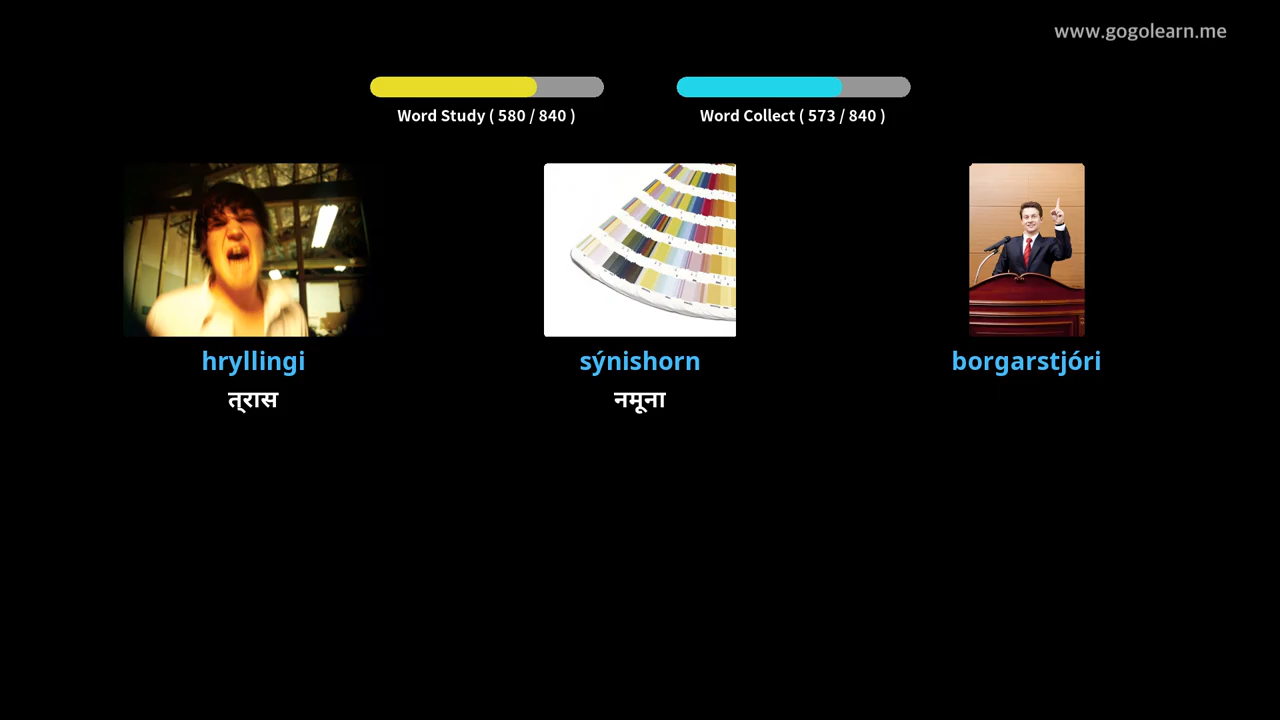 www.gogolearn.me
Word Study ( 580 / 840 )
Word Collect ( 573 / 840 )
hryllingi
त्रास
sýnishorn
नमूना
borgarstjóri